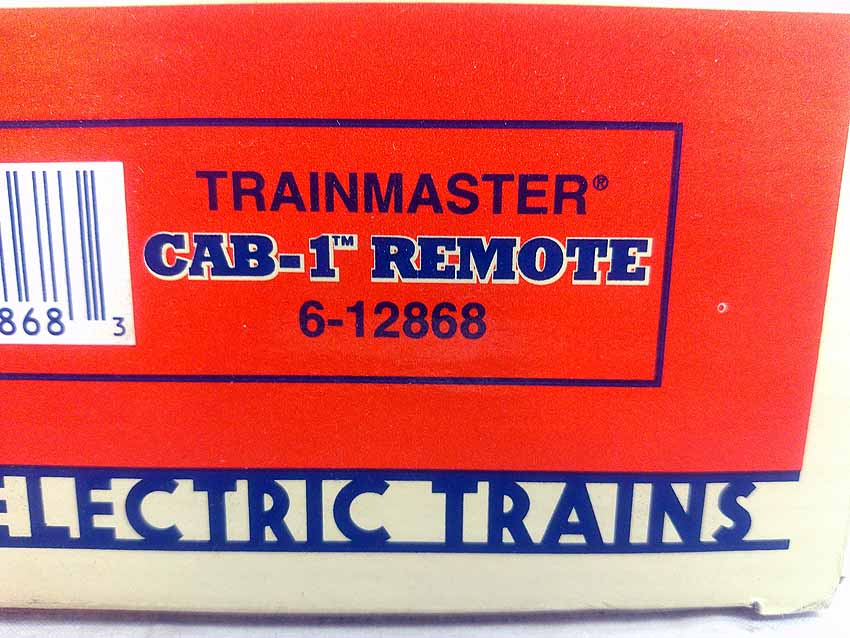 TRAINMASTER®
CAB-1™ REMOTE
868 3
6-12868
ELECTRIC TRAINS